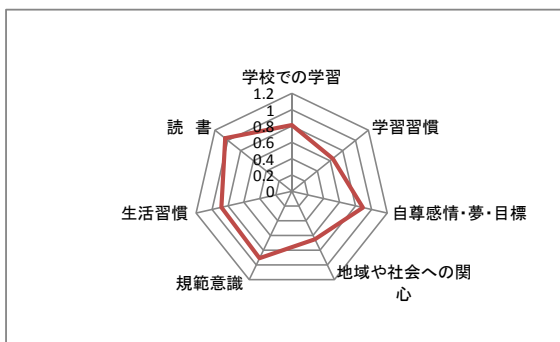 学校での学習
1.2
1
0.8
0.6
0.4
0.2
0
学習習慣
自尊感情・夢・目標
地域や社会への関
心
規範意識
生活習慣
読 書